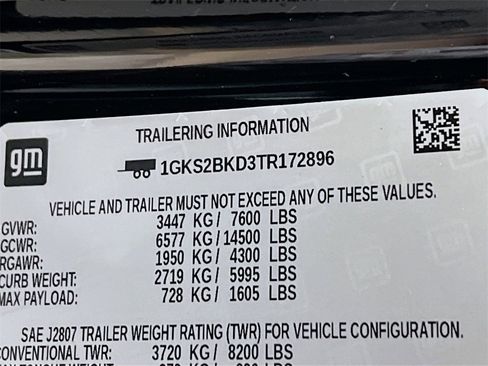 TRAILERING INFORMATION
gm
1GKS2BKD3TR172896
VEHICLE AND TRAILER MUST NOT EXCEED ANY OF THESE VALUES.
GVWR: 3447 KG / 7600 LBS
GCWR: 6577 KG / 14500 LBS
RGAWR: 1950 KG / 4300 LBS
CURB WEIGHT: 2719 KG / 5995 LBS
MAX PAYLOAD: 728 KG / 1605 LBS
SAE J2807 TRAILER WEIGHT RATING (TWR) FOR VEHICLE CONFIGURATION.
CONVENTIONAL TWR: 3720 KG / 8200 LBS